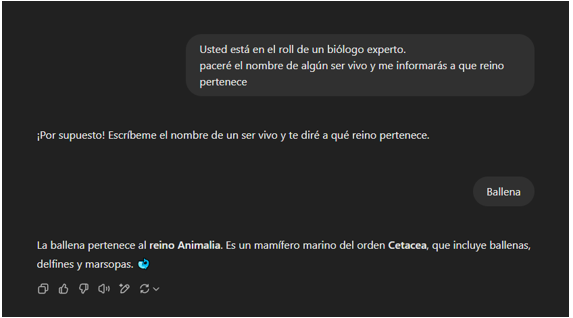 Usted está en el roll de un biólogo experto.
paceré el nombre de algún ser vivo y me informarás a que reino
pertenece
¡Por supuesto! Escríbeme el nombre de un ser vivo y te diré a qué reino pertenece.
Ballena
La ballena pertenece al reino Animalia. Es un mamífero marino del orden Cetacea, que incluye ballenas,
delfines y marsopas.